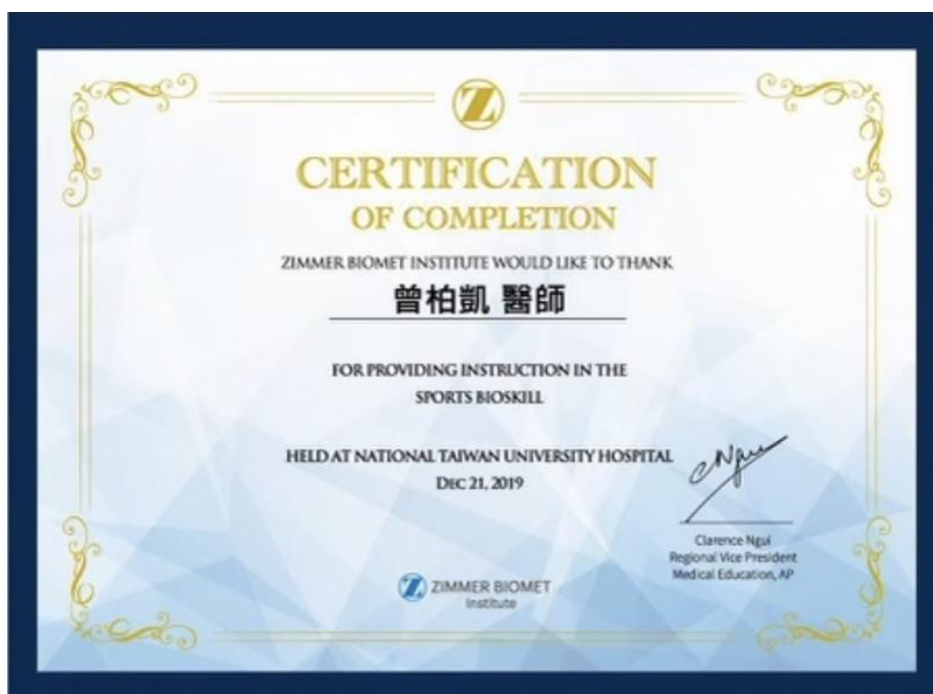 Z
CERTIFICATION
OF COMPLETION
ZIMMER BIOMET INSTITUTE WOULD LIKE TO THANK
曾柏凱 醫師
FOR PROVIDING INSTRUCTION IN THE
SPORTS BIOSKILL
HELD AT NATIONAL TAIWAN UNIVERSITY HOSPITAL
DEC 21, 2019
CNgui
Clarence Ngui
Regional Vice President
Medical Education, AP
Z ZIMMER BIOMET
Institute